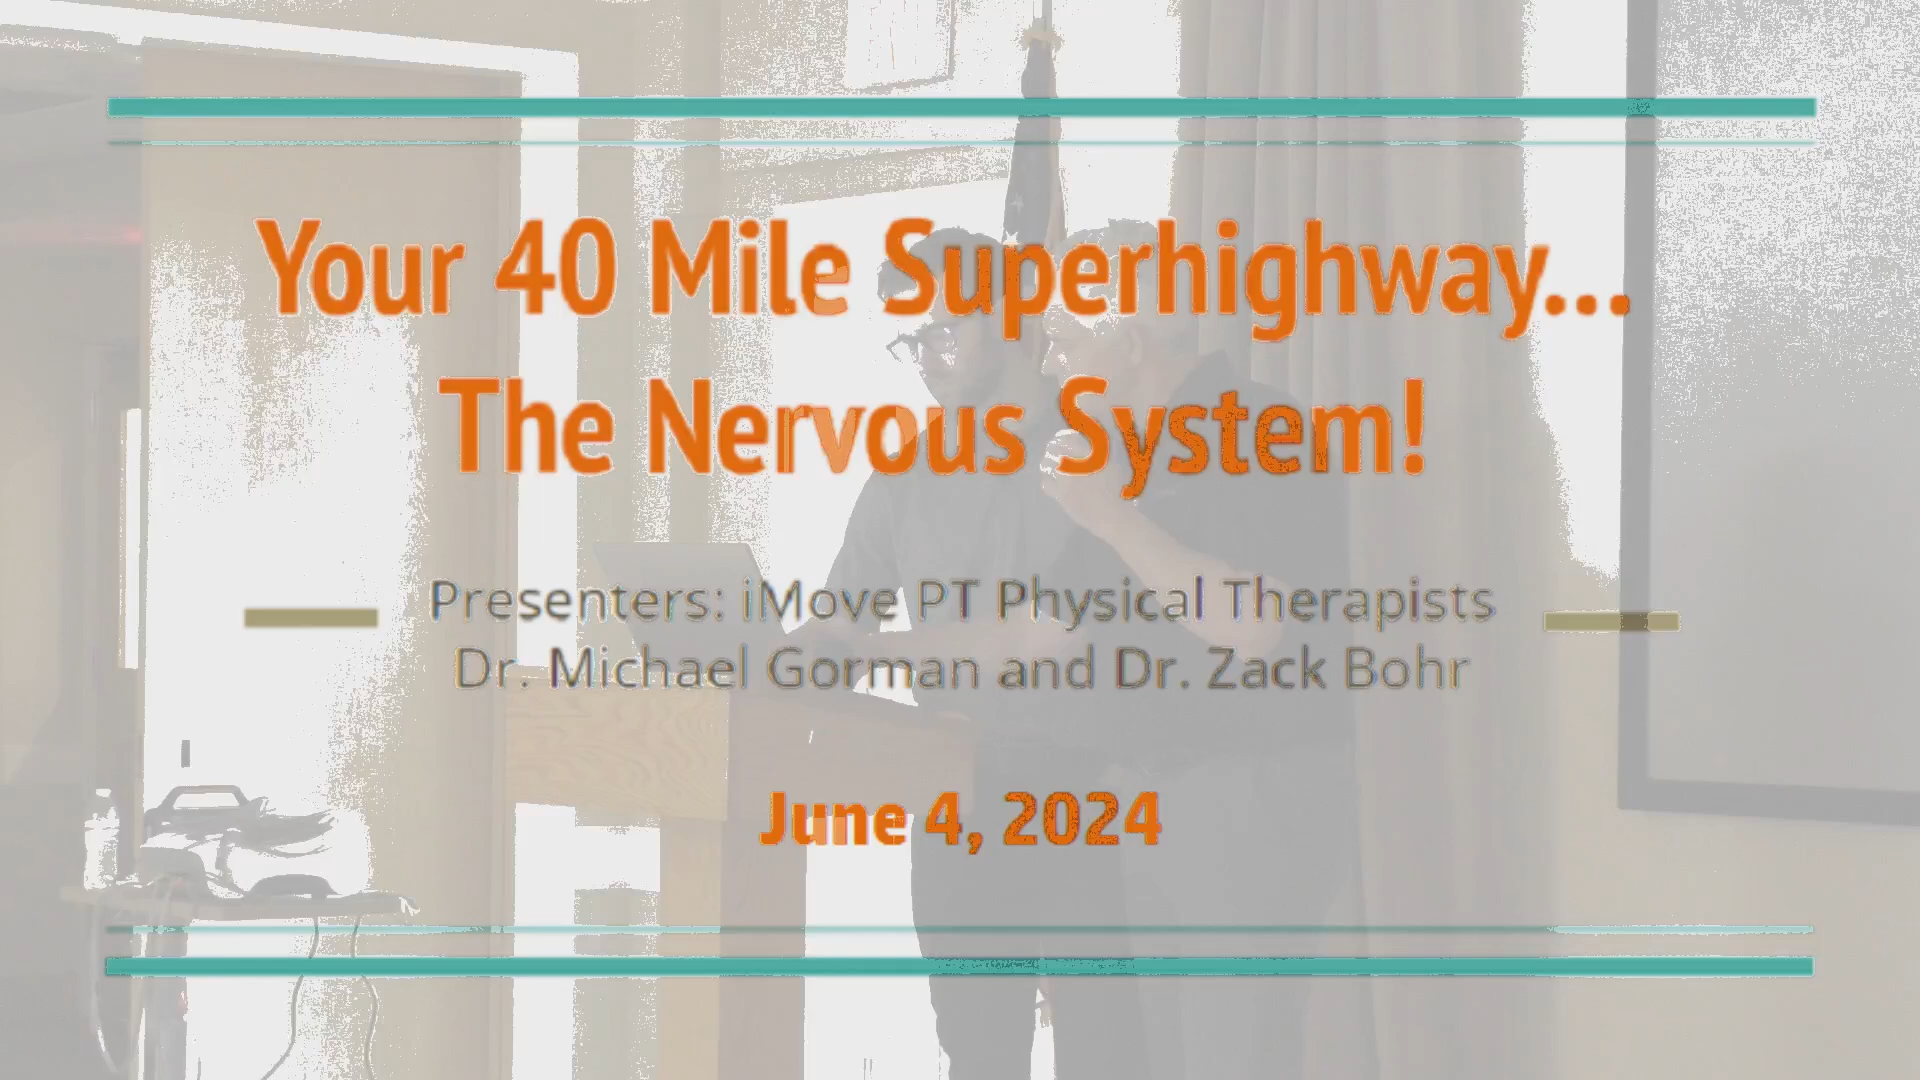 Your 40 Mile Superhighway...
The Nervous System!
Presenters: iMove PT Physical Therapists
Dr. Michael Gorman and Dr. Zack Bohr
June 4, 2024